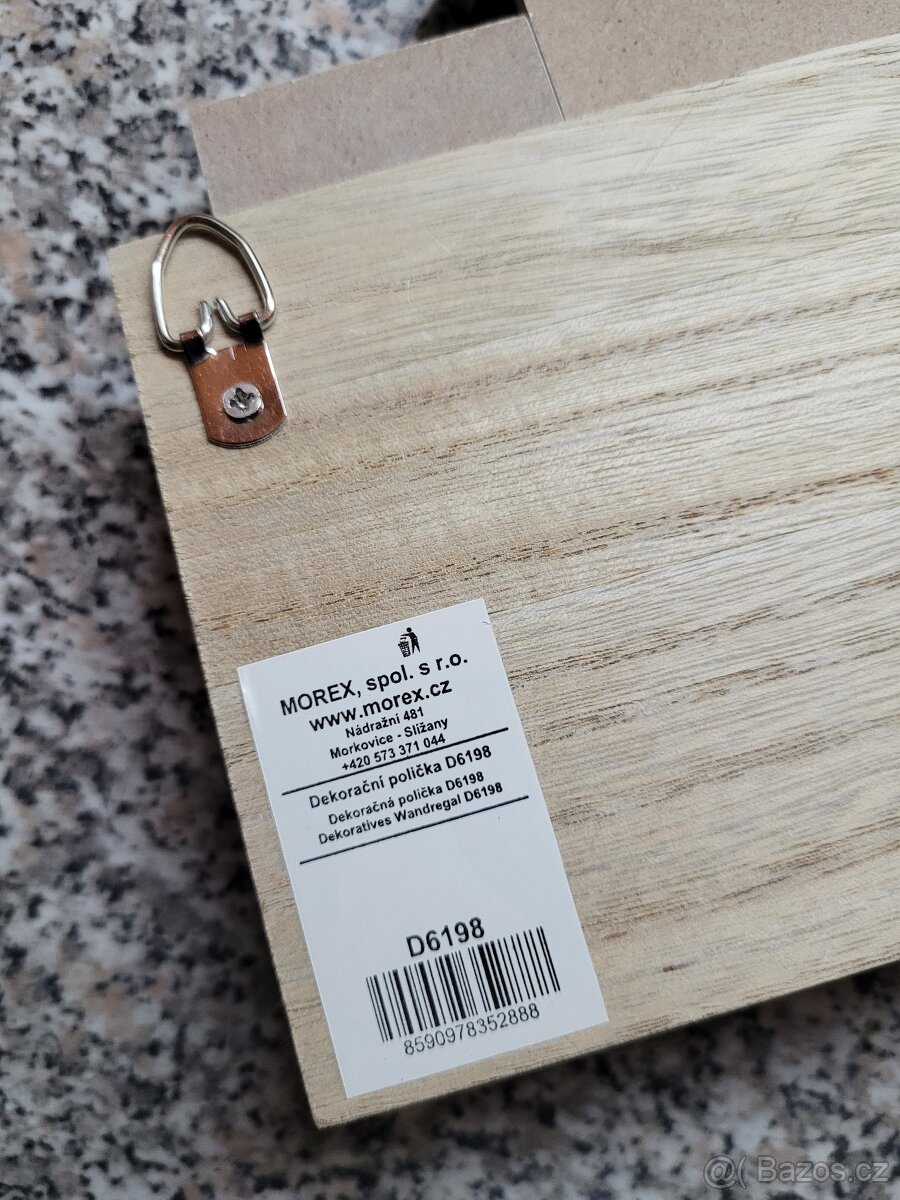 MOREX, spol. s r.o.
www.morex.cz
Nádražní 481
Morkovice - Slížany
+420 573 371 044
Dekorační polička D6198
Dekoračná polička D6198
Dekoratives Wandregal D6198
D6198
8590978352888
@( Bazos.cz